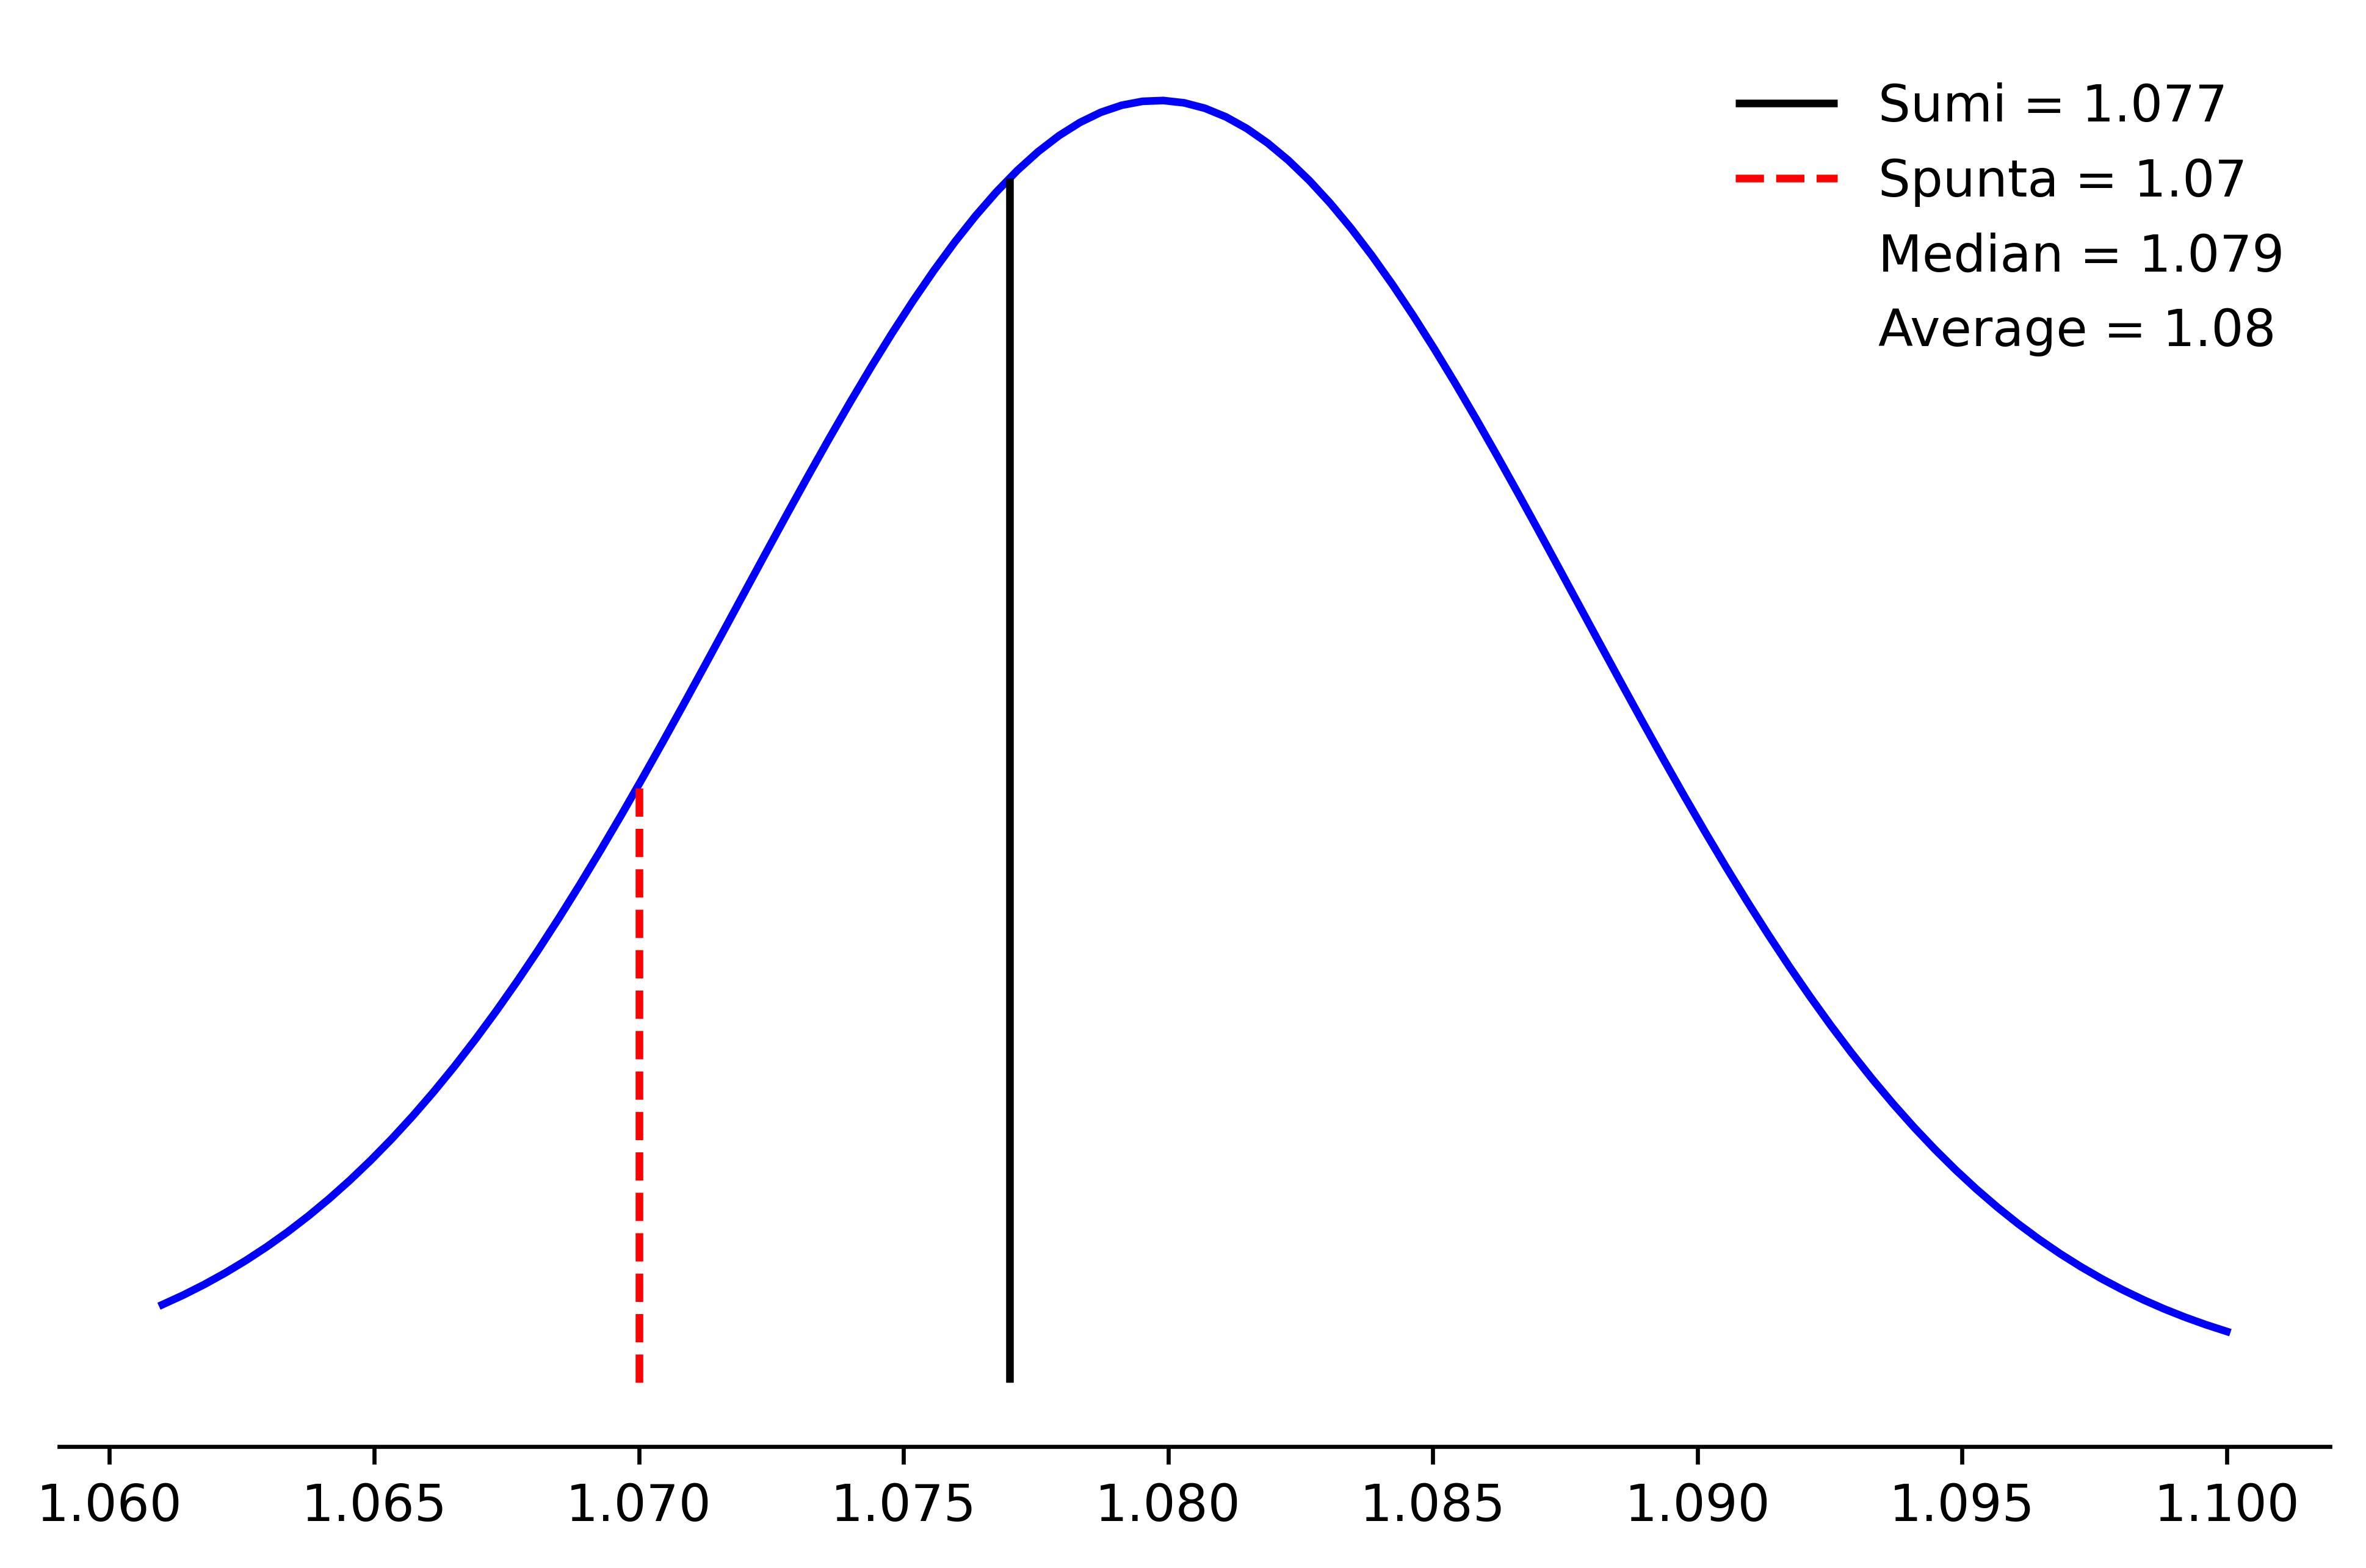 Sumi = 1.077
Spunta = 1.07
Median = 1.079
Average = 1.08
1.060 1.065 1.070 1.075 1.080 1.085 1.090 1.095 1.100